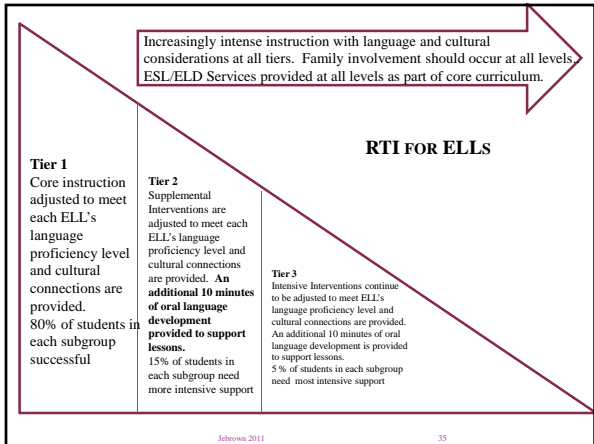 Increasingly intense instruction with language and cultural
considerations at all tiers. Family involvement should occur at all levels.
ESL/ELD Services provided at all levels as part of core curriculum.
RTI FOR ELLS
Tier 1
Core instruction
adjusted to meet
each ELL's
language
proficiency level
and cultural
connections are
provided.
80% of students in
each subgroup
successful
Tier 2
Supplemental
Interventions are
adjusted to meet each
ELL's language
proficiency level and
cultural connections
are provided. An
additional 10 minutes
of oral language
development
provided to support
lessons.
15% of students in
each subgroup need
more intensive support
Tier 3
Intensive Interventions continue
to be adjusted to meet ELL's
language proficiency level and
cultural connections are provided.
An additional 10 minutes of oral
language development is provided
to support lessons.
5 % of students in each subgroup
need most intensive support
Jebrown 2011
35